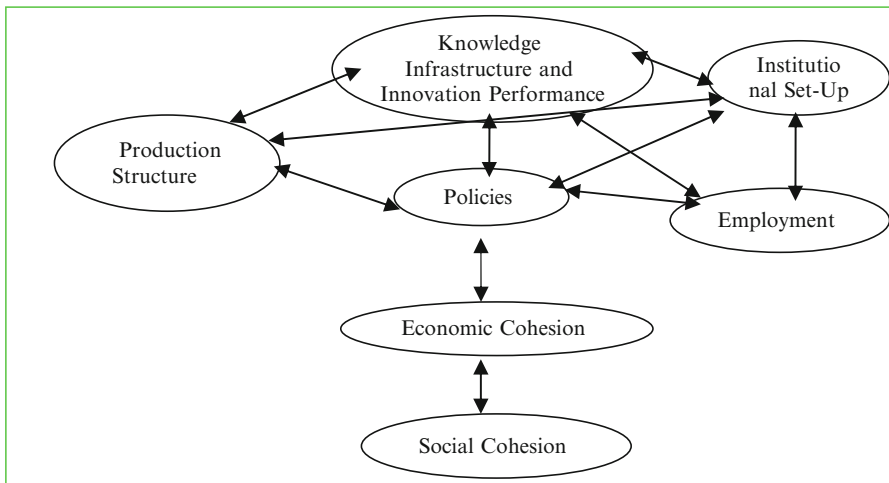 Knowledge
Infrastructure and
Innovation Performance
Institutio
nal Set-Up
Production
Structure
Policies
Employment
Economic Cohesion
Social Cohesion